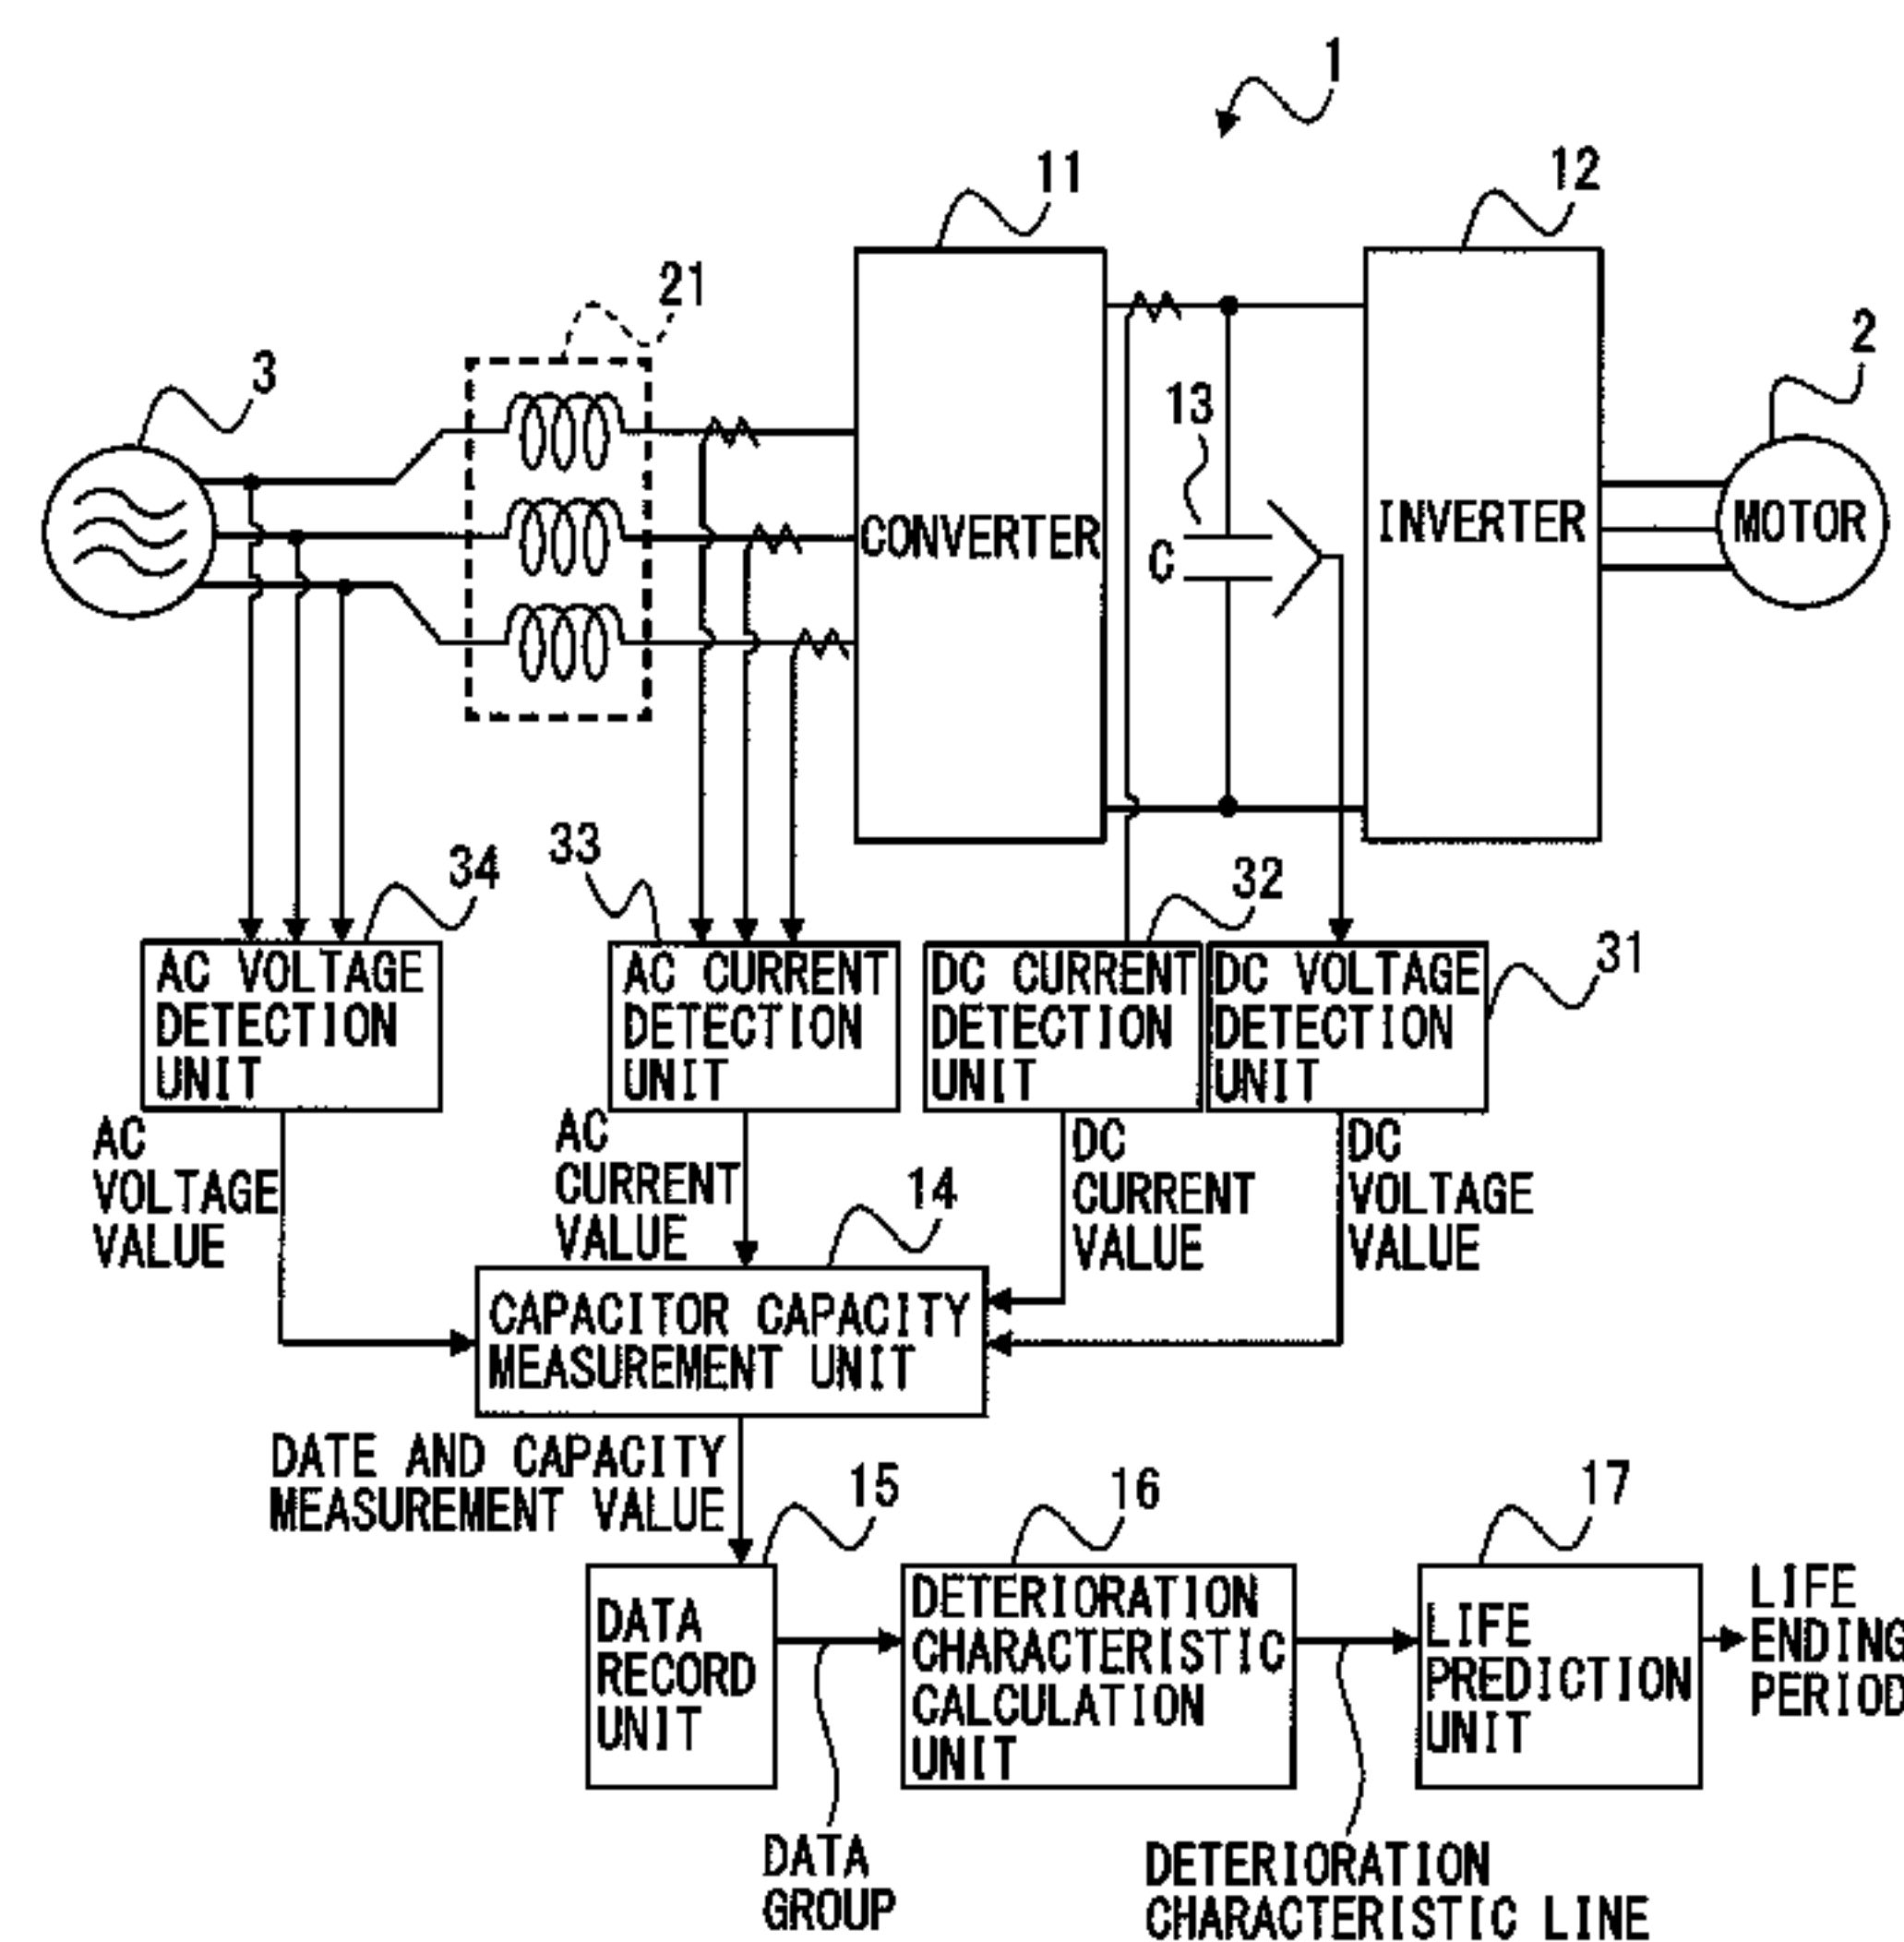 1
11
12
21
3
2
13
CONVERTER
C
INVERTER
MOTOR
34
33
32
31
AC VOLTAGE
DETECTION
UNIT
AC CURRENT
DETECTION
UNIT
DC CURRENT
DETECTION
UNIT
DC VOLTAGE
DETECTION
UNIT
AC
VOLTAGE
VALUE
AC
CURRENT
VALUE
DC
CURRENT
VALUE
DC
VOLTAGE
VALUE
14
CAPACITOR CAPACITY
MEASUREMENT UNIT
DATE AND CAPACITY
MEASUREMENT VALUE
15
16
17
DATA
RECORD
UNIT
DETERIORATION
CHARACTERISTIC
CALCULATION
UNIT
LIFE
PREDICTION
UNIT
LIFE
ENDING
PERIOD
DATA
GROUP
DETERIORATION
CHARACTERISTIC LINE